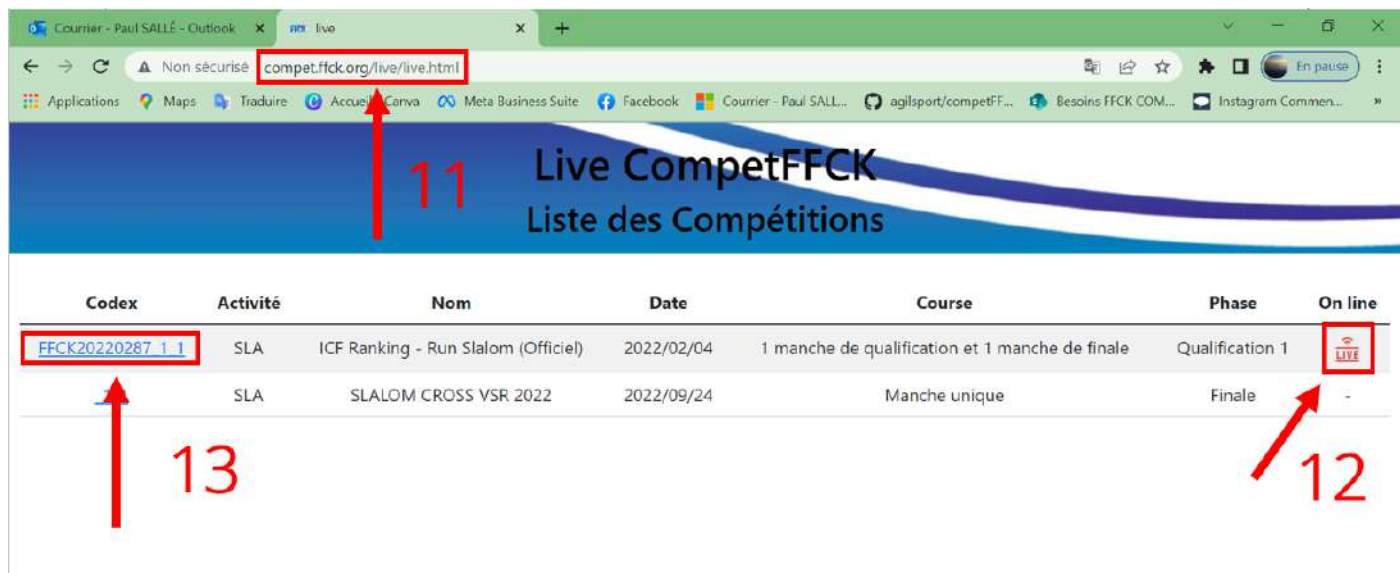 Courrier - Paul SALLÉ - Outlook live
Non sécurisé compet.ffck.org/live/live.html En pause
Applications Maps Traduire Accueil - Canva Meta Business Suite Facebook Courrier - Paul SALL... agilsport/competFF... Besoins FFCK COM... Instagram Commen... »
11
Live CompetFFCK
Liste des Compétitions
Codex Activité Nom Date Course Phase On line
FFCK20220287_1_1 SLA ICF Ranking - Run Slalom (Officiel) 2022/02/04 1 manche de qualification et 1 manche de finale Qualification 1 LIVE
SLA SLALOM CROSS VSR 2022 2022/09/24 Manche unique Finale -
13
12